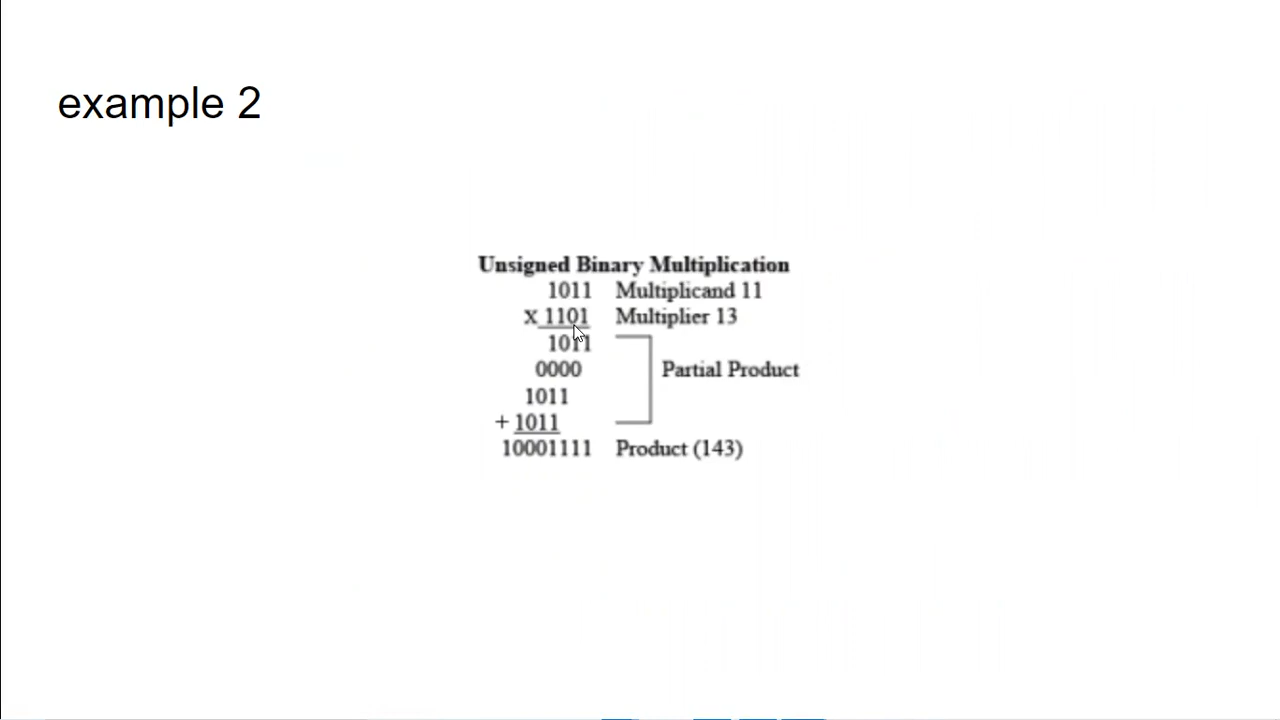 example 2
Unsigned Binary Multiplication
1011 Multiplicand 11
x 1101 Multiplier 13
1011
0000 Partial Product
1011
+ 1011
10001111 Product (143)